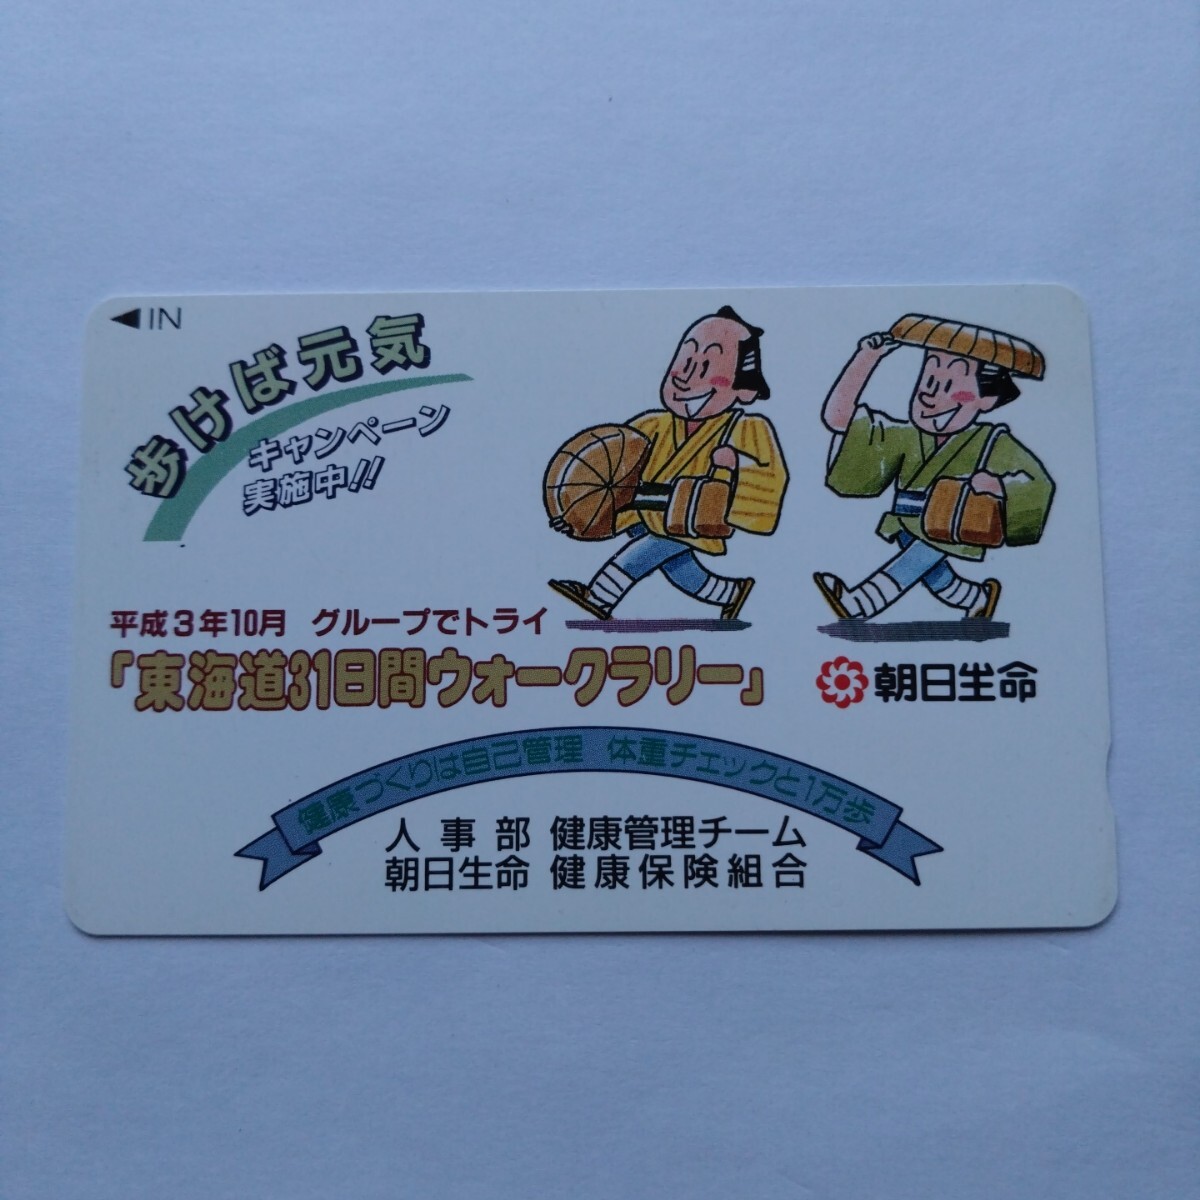 ◀IN
歩けば元気
キャンペーン
実施中!!
平成3年10月 グループでトライ
「東海道31日間ウォークラリー」
朝日生命
健康づくりは自己管理 体重チェックと1万歩
人事部 健康管理チーム
朝日生命 健康保険組合